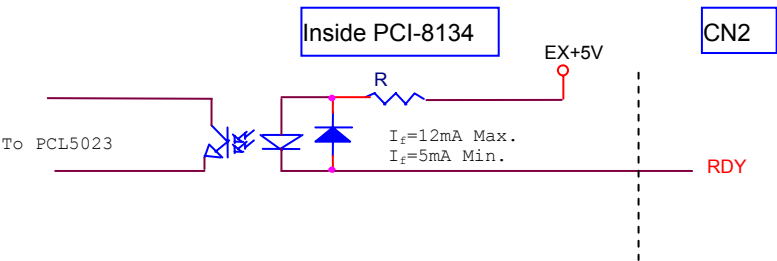 Inside PCI-8134
CN2
EX+5V
R
To PCL5023
If=12mA Max.
If=5mA Min.
RDY